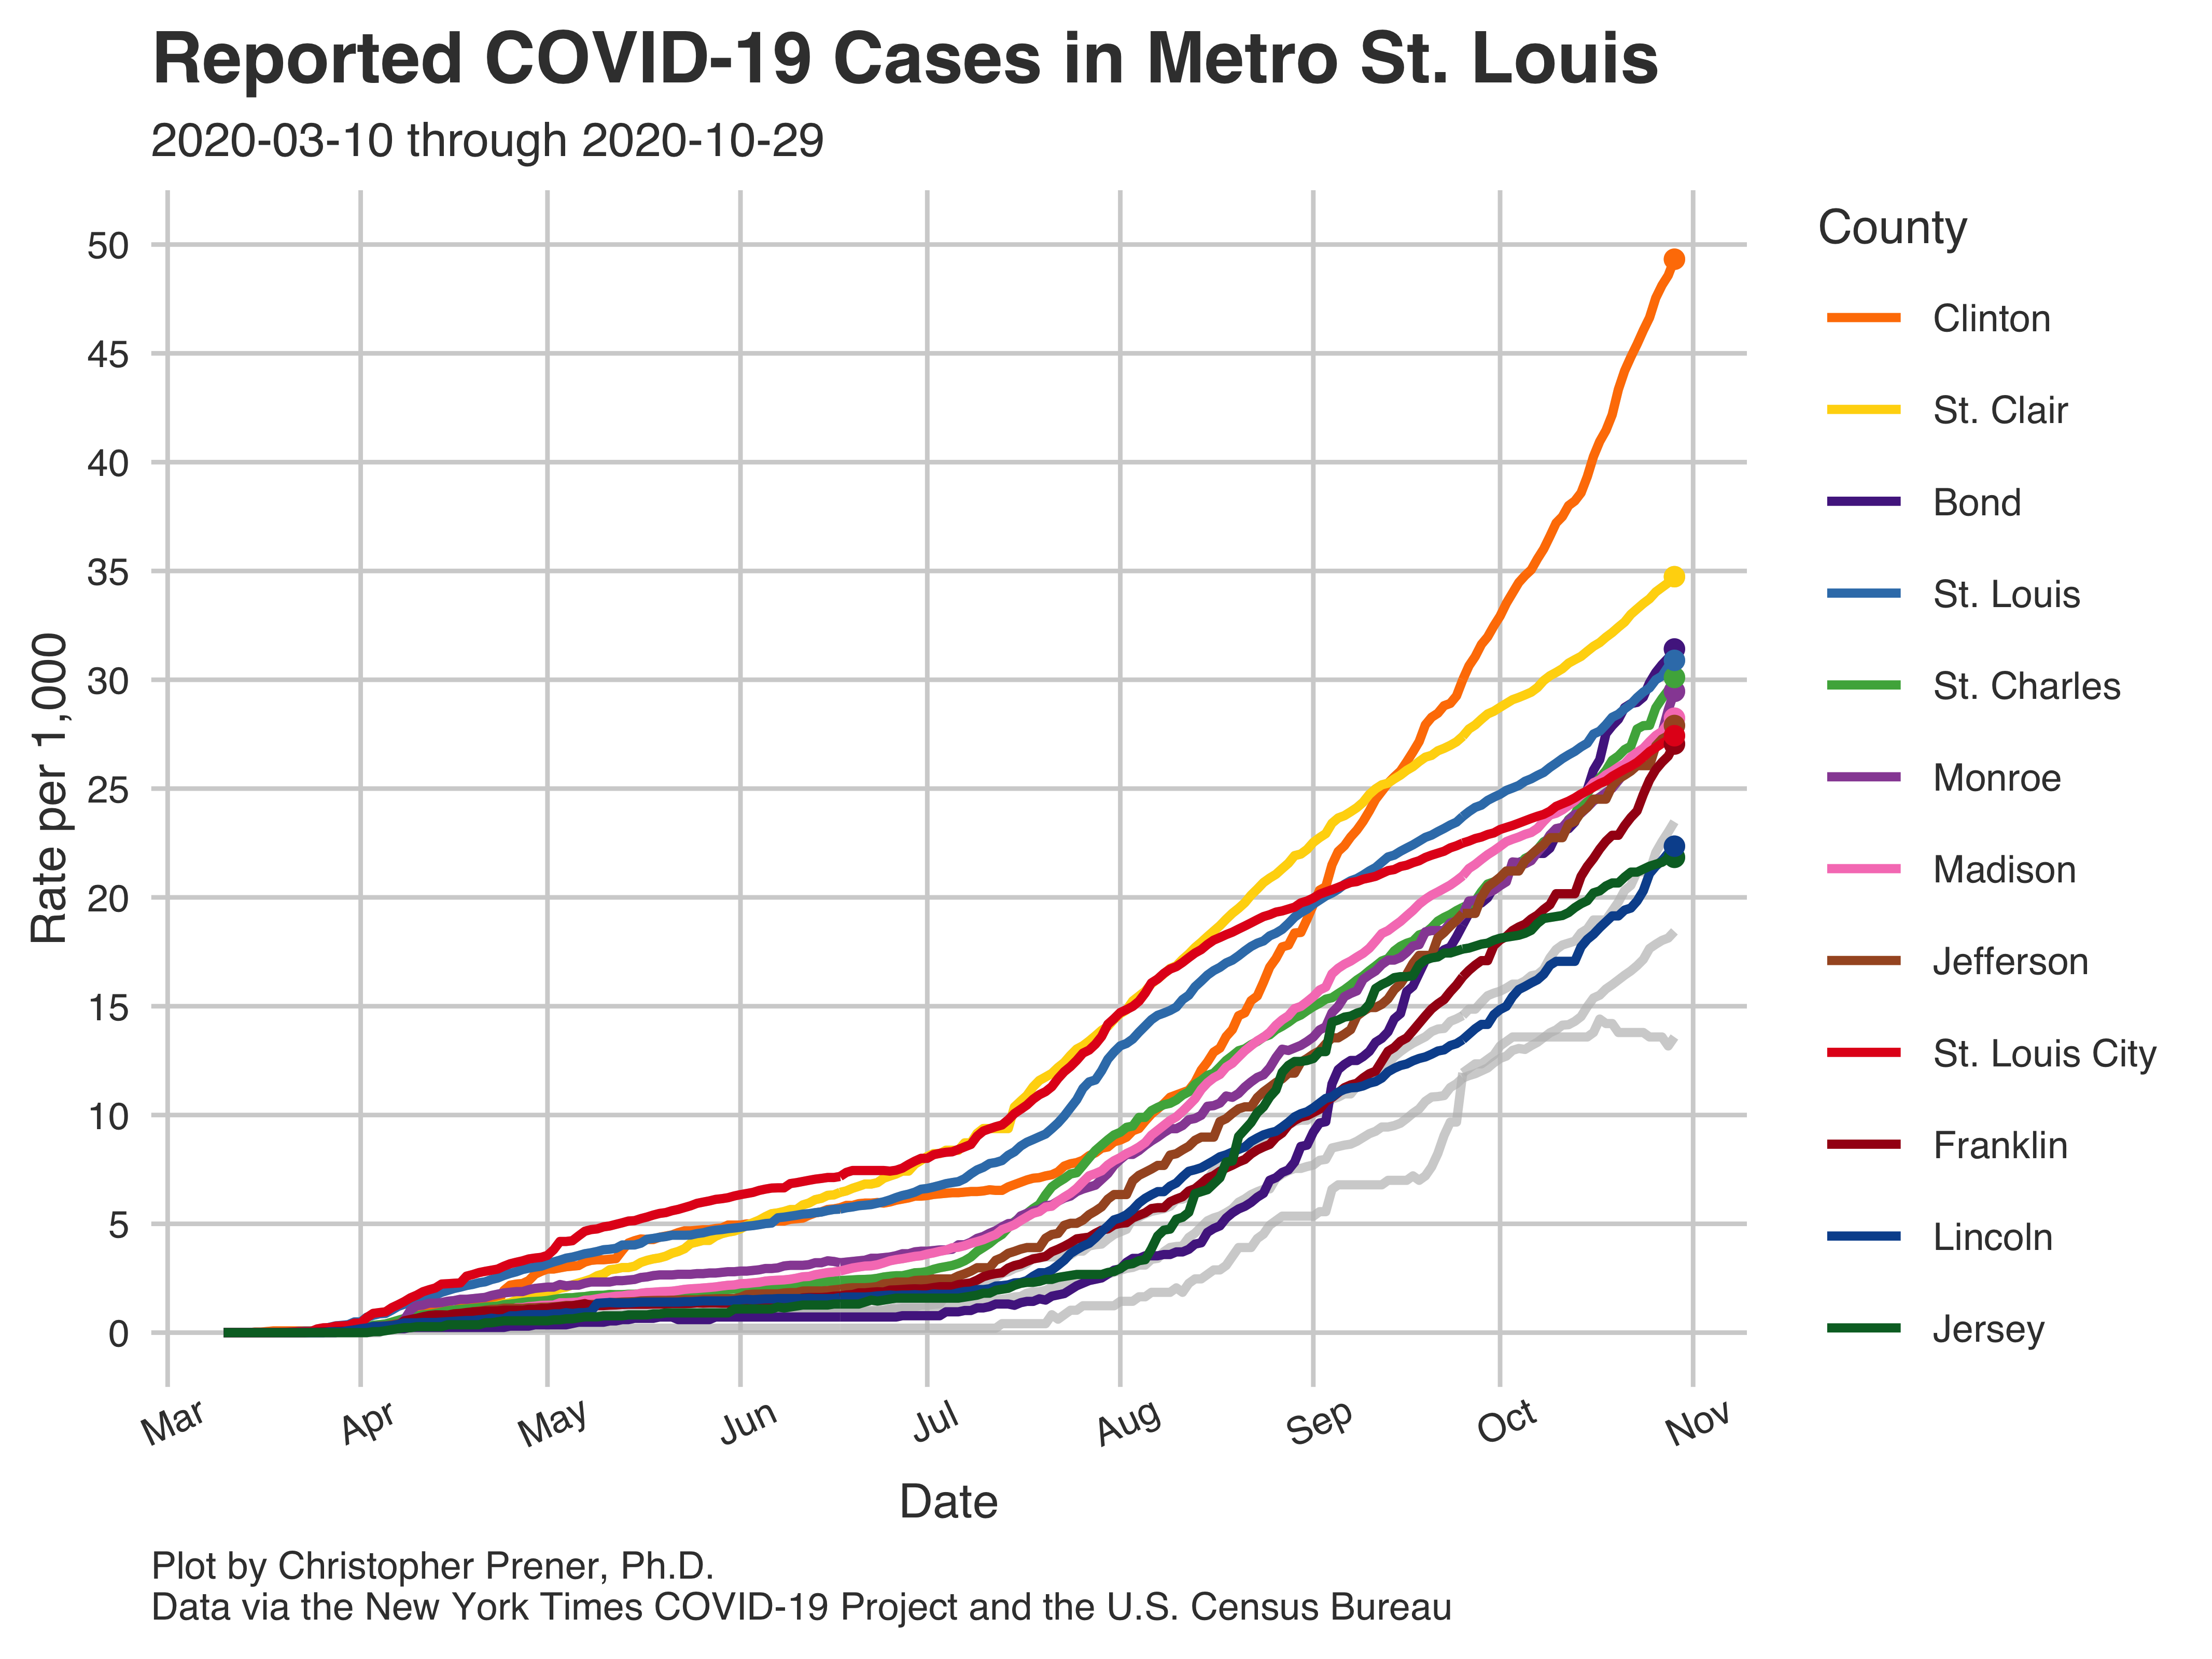 Reported COVID-19 Cases in Metro St. Louis
2020-03-10 through 2020-10-29
Rate per 1,000
50
45
40
35
30
25
20
15
10
5
0
Mar
Apr
May
Jun
Jul
Aug
Sep
Oct
Nov
Date
County
Clinton
St. Clair
Bond
St. Louis
St. Charles
Monroe
Madison
Jefferson
St. Louis City
Franklin
Lincoln
Jersey
Plot by Christopher Prener, Ph.D.
Data via the New York Times COVID-19 Project and the U.S. Census Bureau